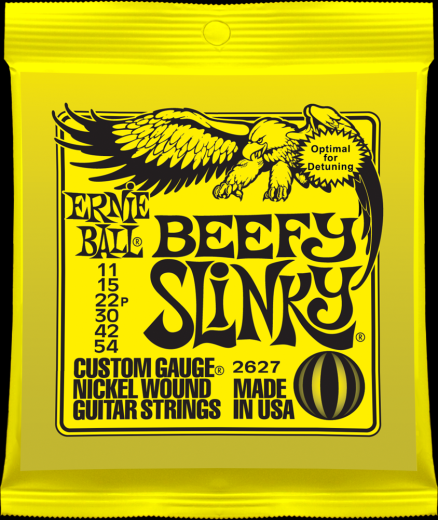 Optimal
for
Detuning
ERNiE
BALL®
BEEFY
SLiNKY®
11
15
22P
30
42
54
CUSTOM GAUGE® 2627
NICKEL WOUND MADE
GUITAR STRINGS IN USA